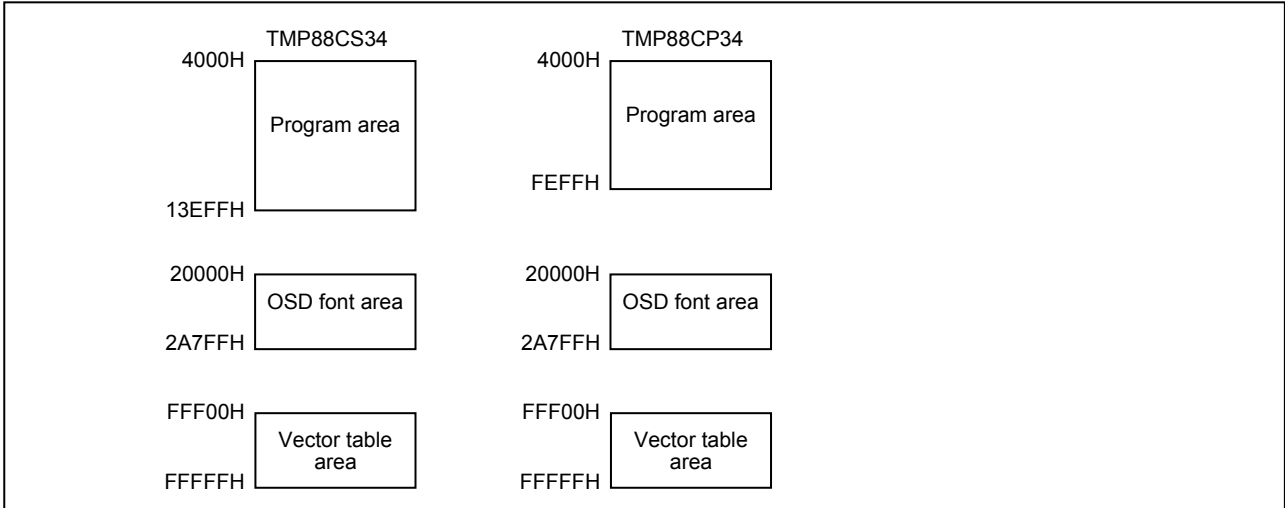 TMP88CS34
4000H
Program area
13EFFH
20000H
OSD font area
2A7FFH
FFF00H
Vector table
area
FFFFFH
TMP88CP34
4000H
Program area
FEFFH
20000H
OSD font area
2A7FFH
FFF00H
Vector table
area
FFFFFH